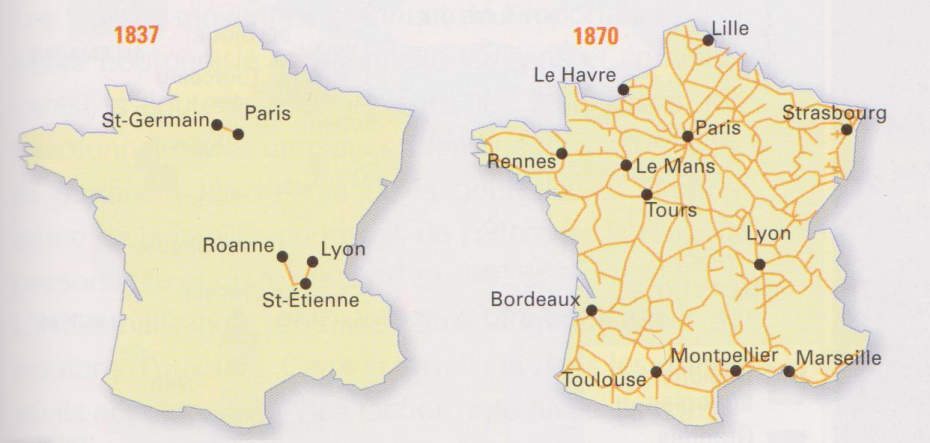 1837
St-Germain
Paris
Roanne
Lyon
St-Étienne
1870
Lille
Le Havre
Strasbourg
Paris
Rennes
Le Mans
Tours
Lyon
Bordeaux
Montpellier
Marseille
Toulouse